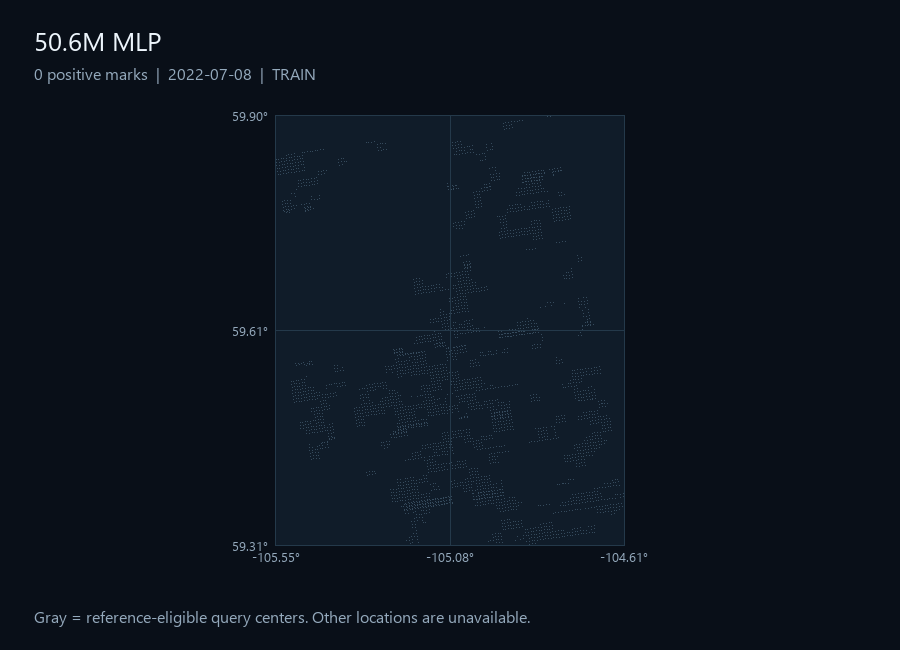 50.6M MLP
0 positive marks | 2022-07-08 | TRAIN
59.90°
59.61°
59.31°
-105.55° -105.08° -104.61°
Gray = reference-eligible query centers. Other locations are unavailable.